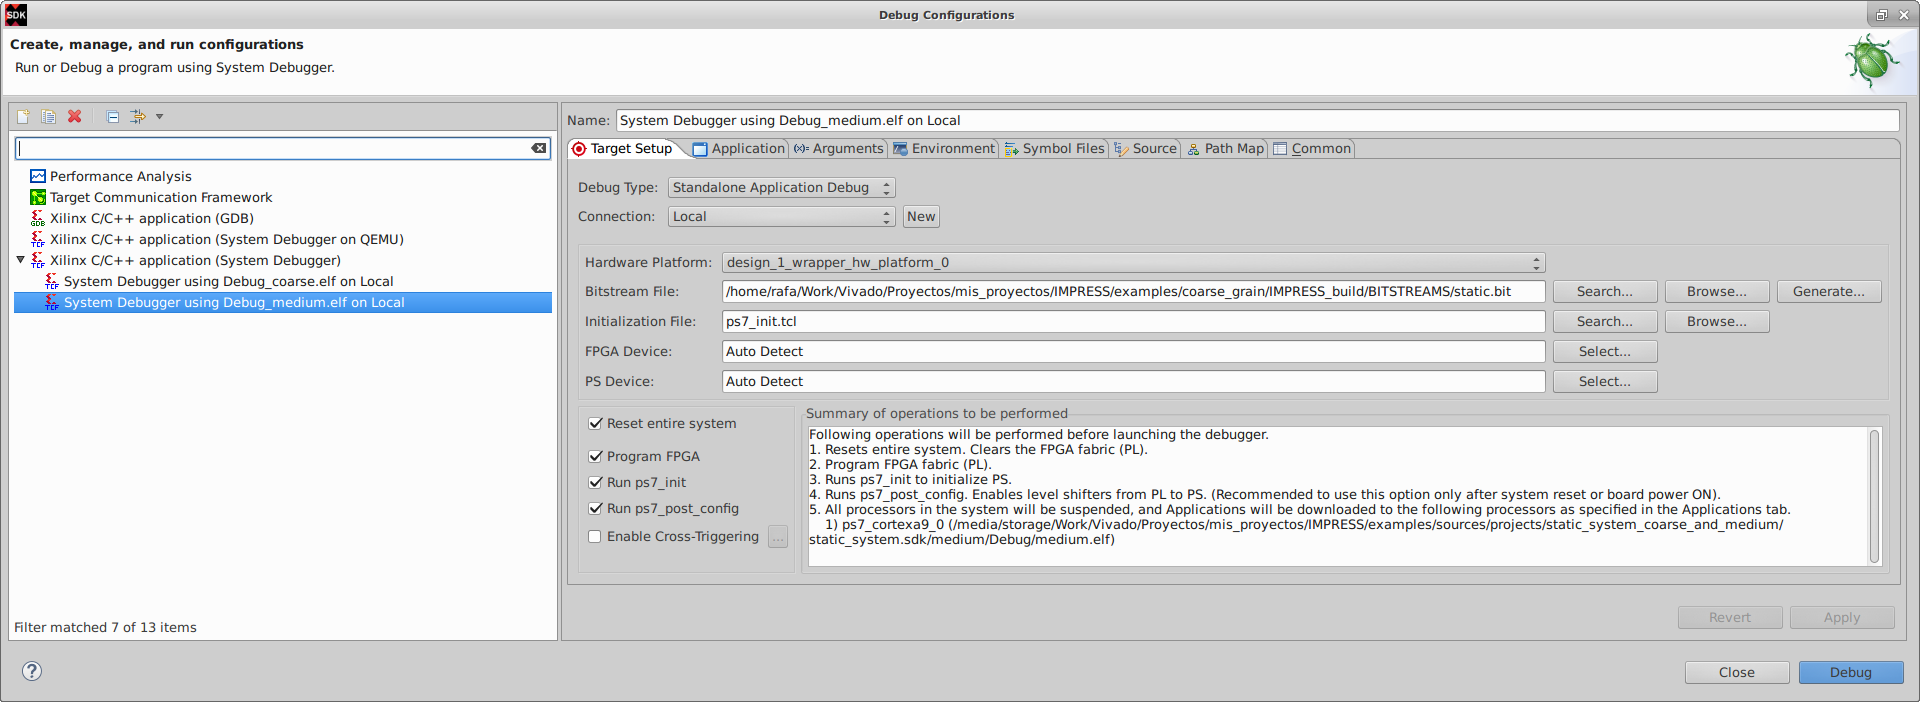 SDK
Debug Configurations
Create, manage, and run configurations
Run or Debug a program using System Debugger.
Performance Analysis
Target Communication Framework
Xilinx C/C++ application (GDB)
Xilinx C/C++ application (System Debugger on QEMU)
Xilinx C/C++ application (System Debugger)
System Debugger using Debug_coarse.elf on Local
System Debugger using Debug_medium.elf on Local
Filter matched 7 of 13 items
Name: System Debugger using Debug_medium.elf on Local
Target Setup Application Arguments Environment Symbol Files Source Path Map Common
Debug Type: Standalone Application Debug
Connection: Local New
Hardware Platform: design_1_wrapper_hw_platform_0
Bitstream File: /home/rafa/Work/Vivado/Proyectos/mis_proyectos/IMPRESS/examples/coarse_grain/IMPRESS_build/BITSTREAMS/static.bit Search... Browse... Generate...
Initialization File: ps7_init.tcl Search... Browse...
FPGA Device: Auto Detect Select...
PS Device: Auto Detect Select...
Reset entire system
Program FPGA
Run ps7_init
Run ps7_post_config
Enable Cross-Triggering ...
Summary of operations to be performed
Following operations will be performed before launching the debugger.
1. Resets entire system. Clears the FPGA fabric (PL).
2. Program FPGA fabric (PL).
3. Runs ps7_init to initialize PS.
4. Runs ps7_post_config. Enables level shifters from PL to PS. (Recommended to use this option only after system reset or board power ON).
5. All processors in the system will be suspended, and Applications will be downloaded to the following processors as specified in the Applications tab.
1) ps7_cortexa9_0 (/media/storage/Work/Vivado/Proyectos/mis_proyectos/IMPRESS/examples/sources/projects/static_system_coarse_and_medium/
static_system.sdk/medium/Debug/medium.elf)
Revert Apply
Close Debug